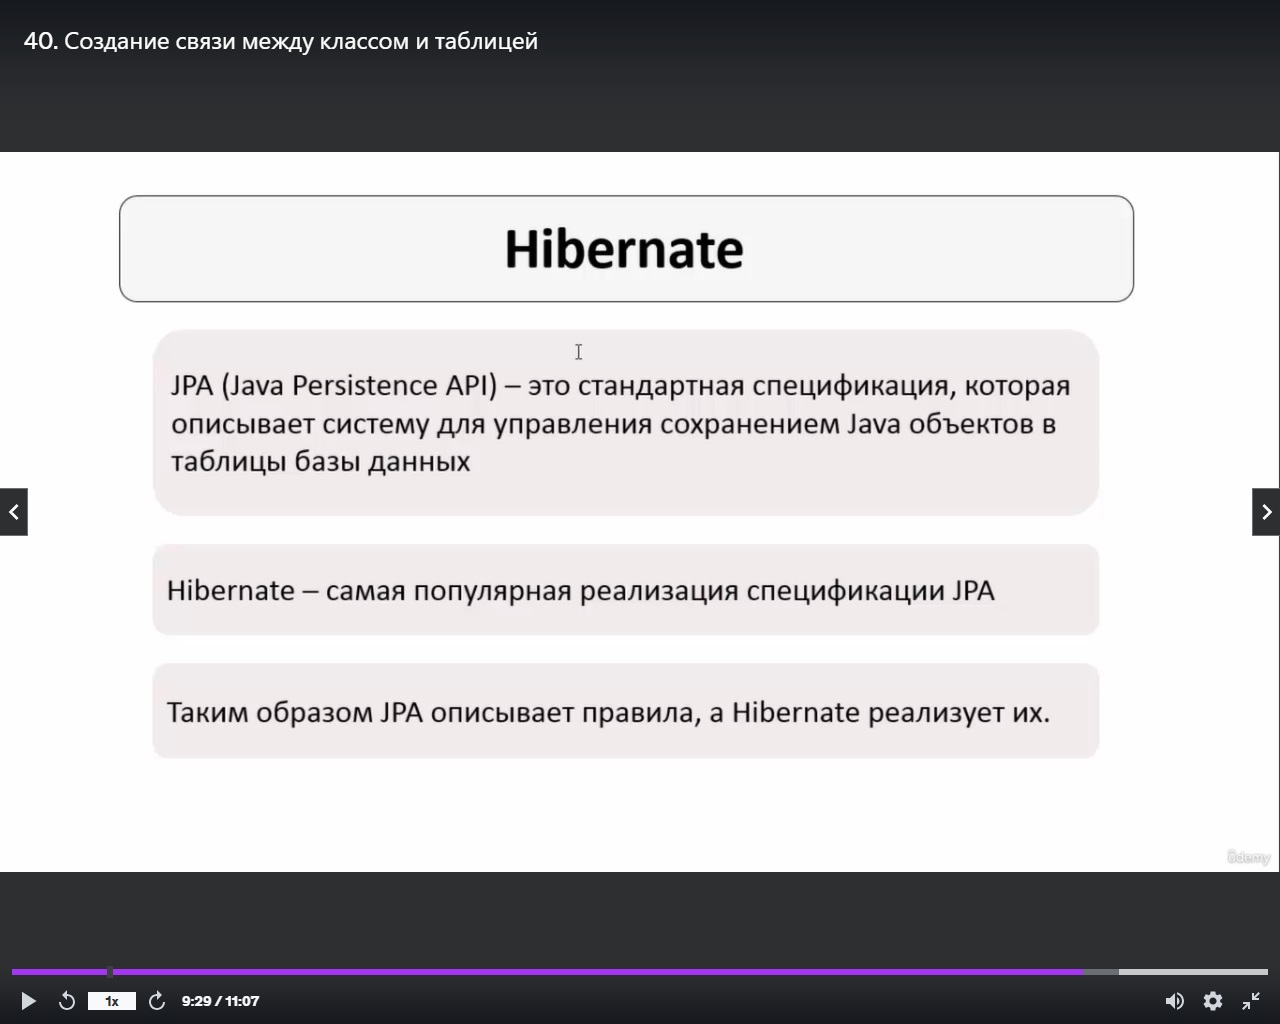 40. Создание связи между классом и таблицей
Hibernate
JPA (Java Persistence API) – это стандартная спецификация, которая
описывает систему для управления сохранением Java объектов в
таблицы базы данных
Hibernate – самая популярная реализация спецификации JPA
Таким образом JPA описывает правила, а Hibernate реализует их.
ûdemy
1x
9:29 / 11:07